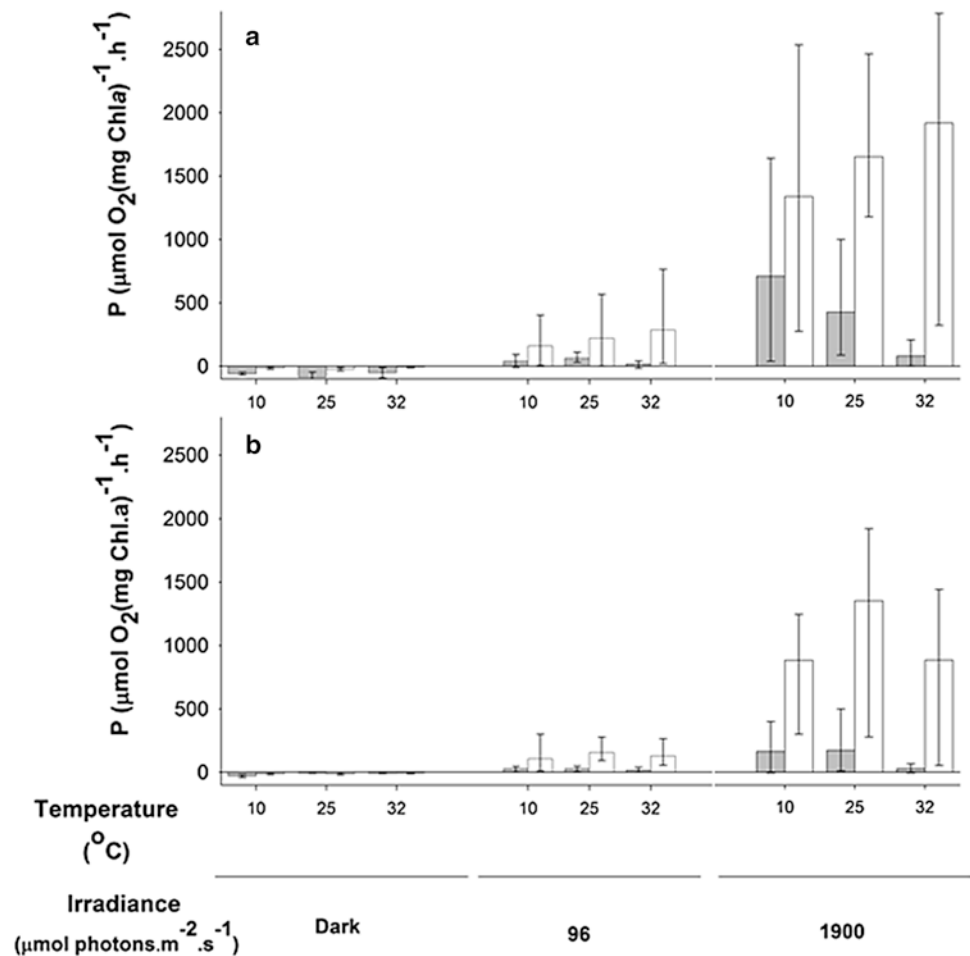 a
P (μmol O2(mg Chla)-1.h-1)
2500
2000
1500
1000
500
0
10 25 32 10 25 32 10 25 32
b
P (μmol O2(mg Chl.a)-1.h-1)
2500
2000
1500
1000
500
0
10 25 32 10 25 32 10 25 32
Temperature
(oC)
Irradiance
(μmol photons.m-2.s-1)
Dark 96 1900